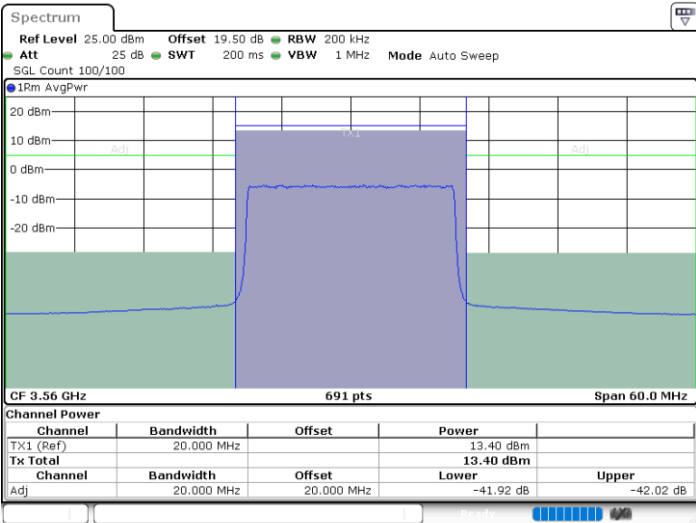 Spectrum
Ref Level 25.00 dBm Offset 19.50 dB RBW 200 kHz
Att 25 dB SWT 200 ms VBW 1 MHz Mode Auto Sweep
SGL Count 100/100
1Rm AvgPwr
20 dBm
TX1
10 dBm
Adj Adj
0 dBm
-10 dBm
-20 dBm
CF 3.56 GHz 691 pts Span 60.0 MHz
Channel Power
Channel Bandwidth Offset Power
TX1 (Ref) 20.000 MHz 13.40 dBm
Tx Total 13.40 dBm
Channel Bandwidth Offset Lower Upper
Adj 20.000 MHz 20.000 MHz -41.92 dB -42.02 dB
Ready